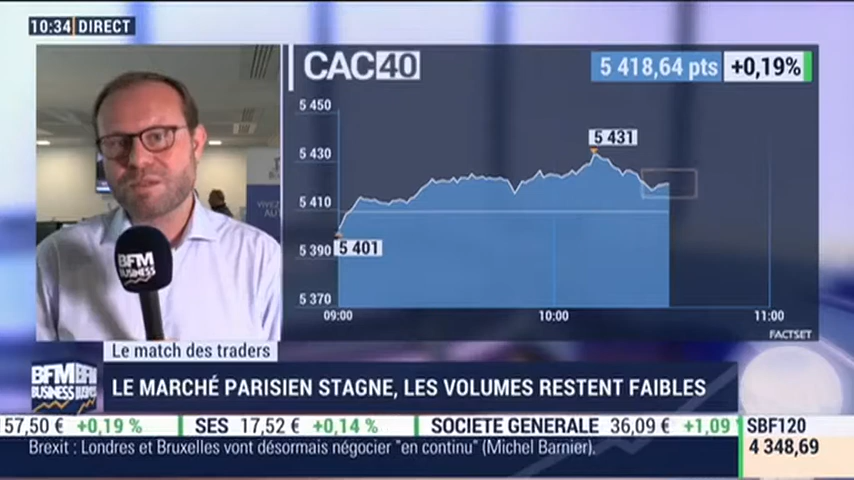 10:34 DIRECT
CAC40
5 418,64 pts
+0,19%
5 450
5 430
5 410
5 390
5 370
5 431
5 401
09:00
10:00
11:00
FACTSET
BFM
BUSINESS
Le match des traders
BFM
BUSINESS
LE MARCHÉ PARISIEN STAGNE, LES VOLUMES RESTENT FAIBLES
57,50 € +0,19 % SES 17,52 € +0,14 % SOCIETE GENERALE 36,09 € +1,09
SBF120
4 348,69
Brexit : Londres et Bruxelles vont désormais négocier "en continu" (Michel Barnier).